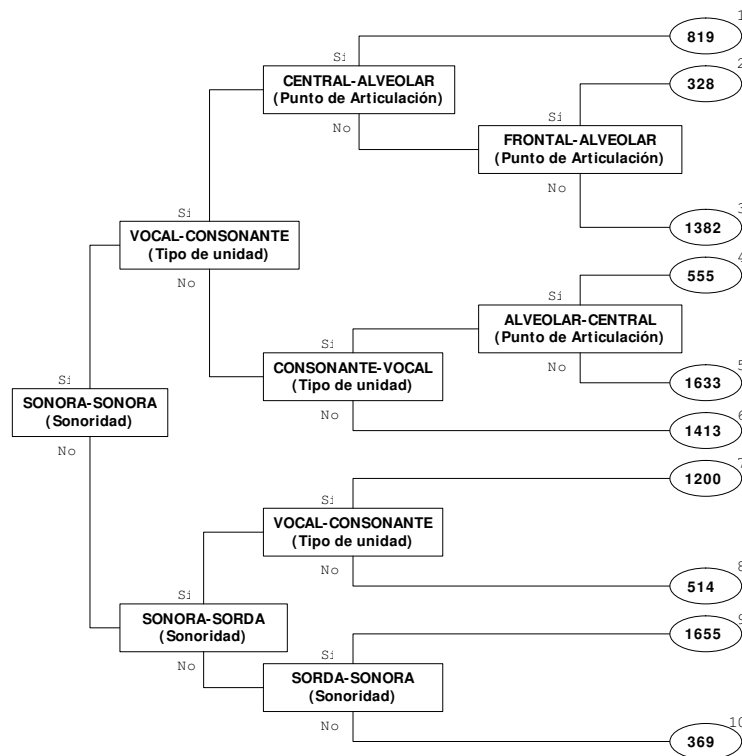 1
819
Si
2
CENTRAL-ALVEOLAR
(Punto de Articulación)
328
No
Si
FRONTAL-ALVEOLAR
(Punto de Articulación)
No
3
Si
1382
VOCAL-CONSONANTE
(Tipo de unidad)
4
555
No
Si
ALVEOLAR-CENTRAL
(Punto de Articulación)
Si
CONSONANTE-VOCAL
(Tipo de unidad)
No
5
1633
Si
SONORA-SONORA
(Sonoridad)
No
6
1413
No
7
1200
Si
VOCAL-CONSONANTE
(Tipo de unidad)
No
8
514
Si
SONORA-SORDA
(Sonoridad)
9
1655
No
Si
SORDA-SONORA
(Sonoridad)
No
10
369